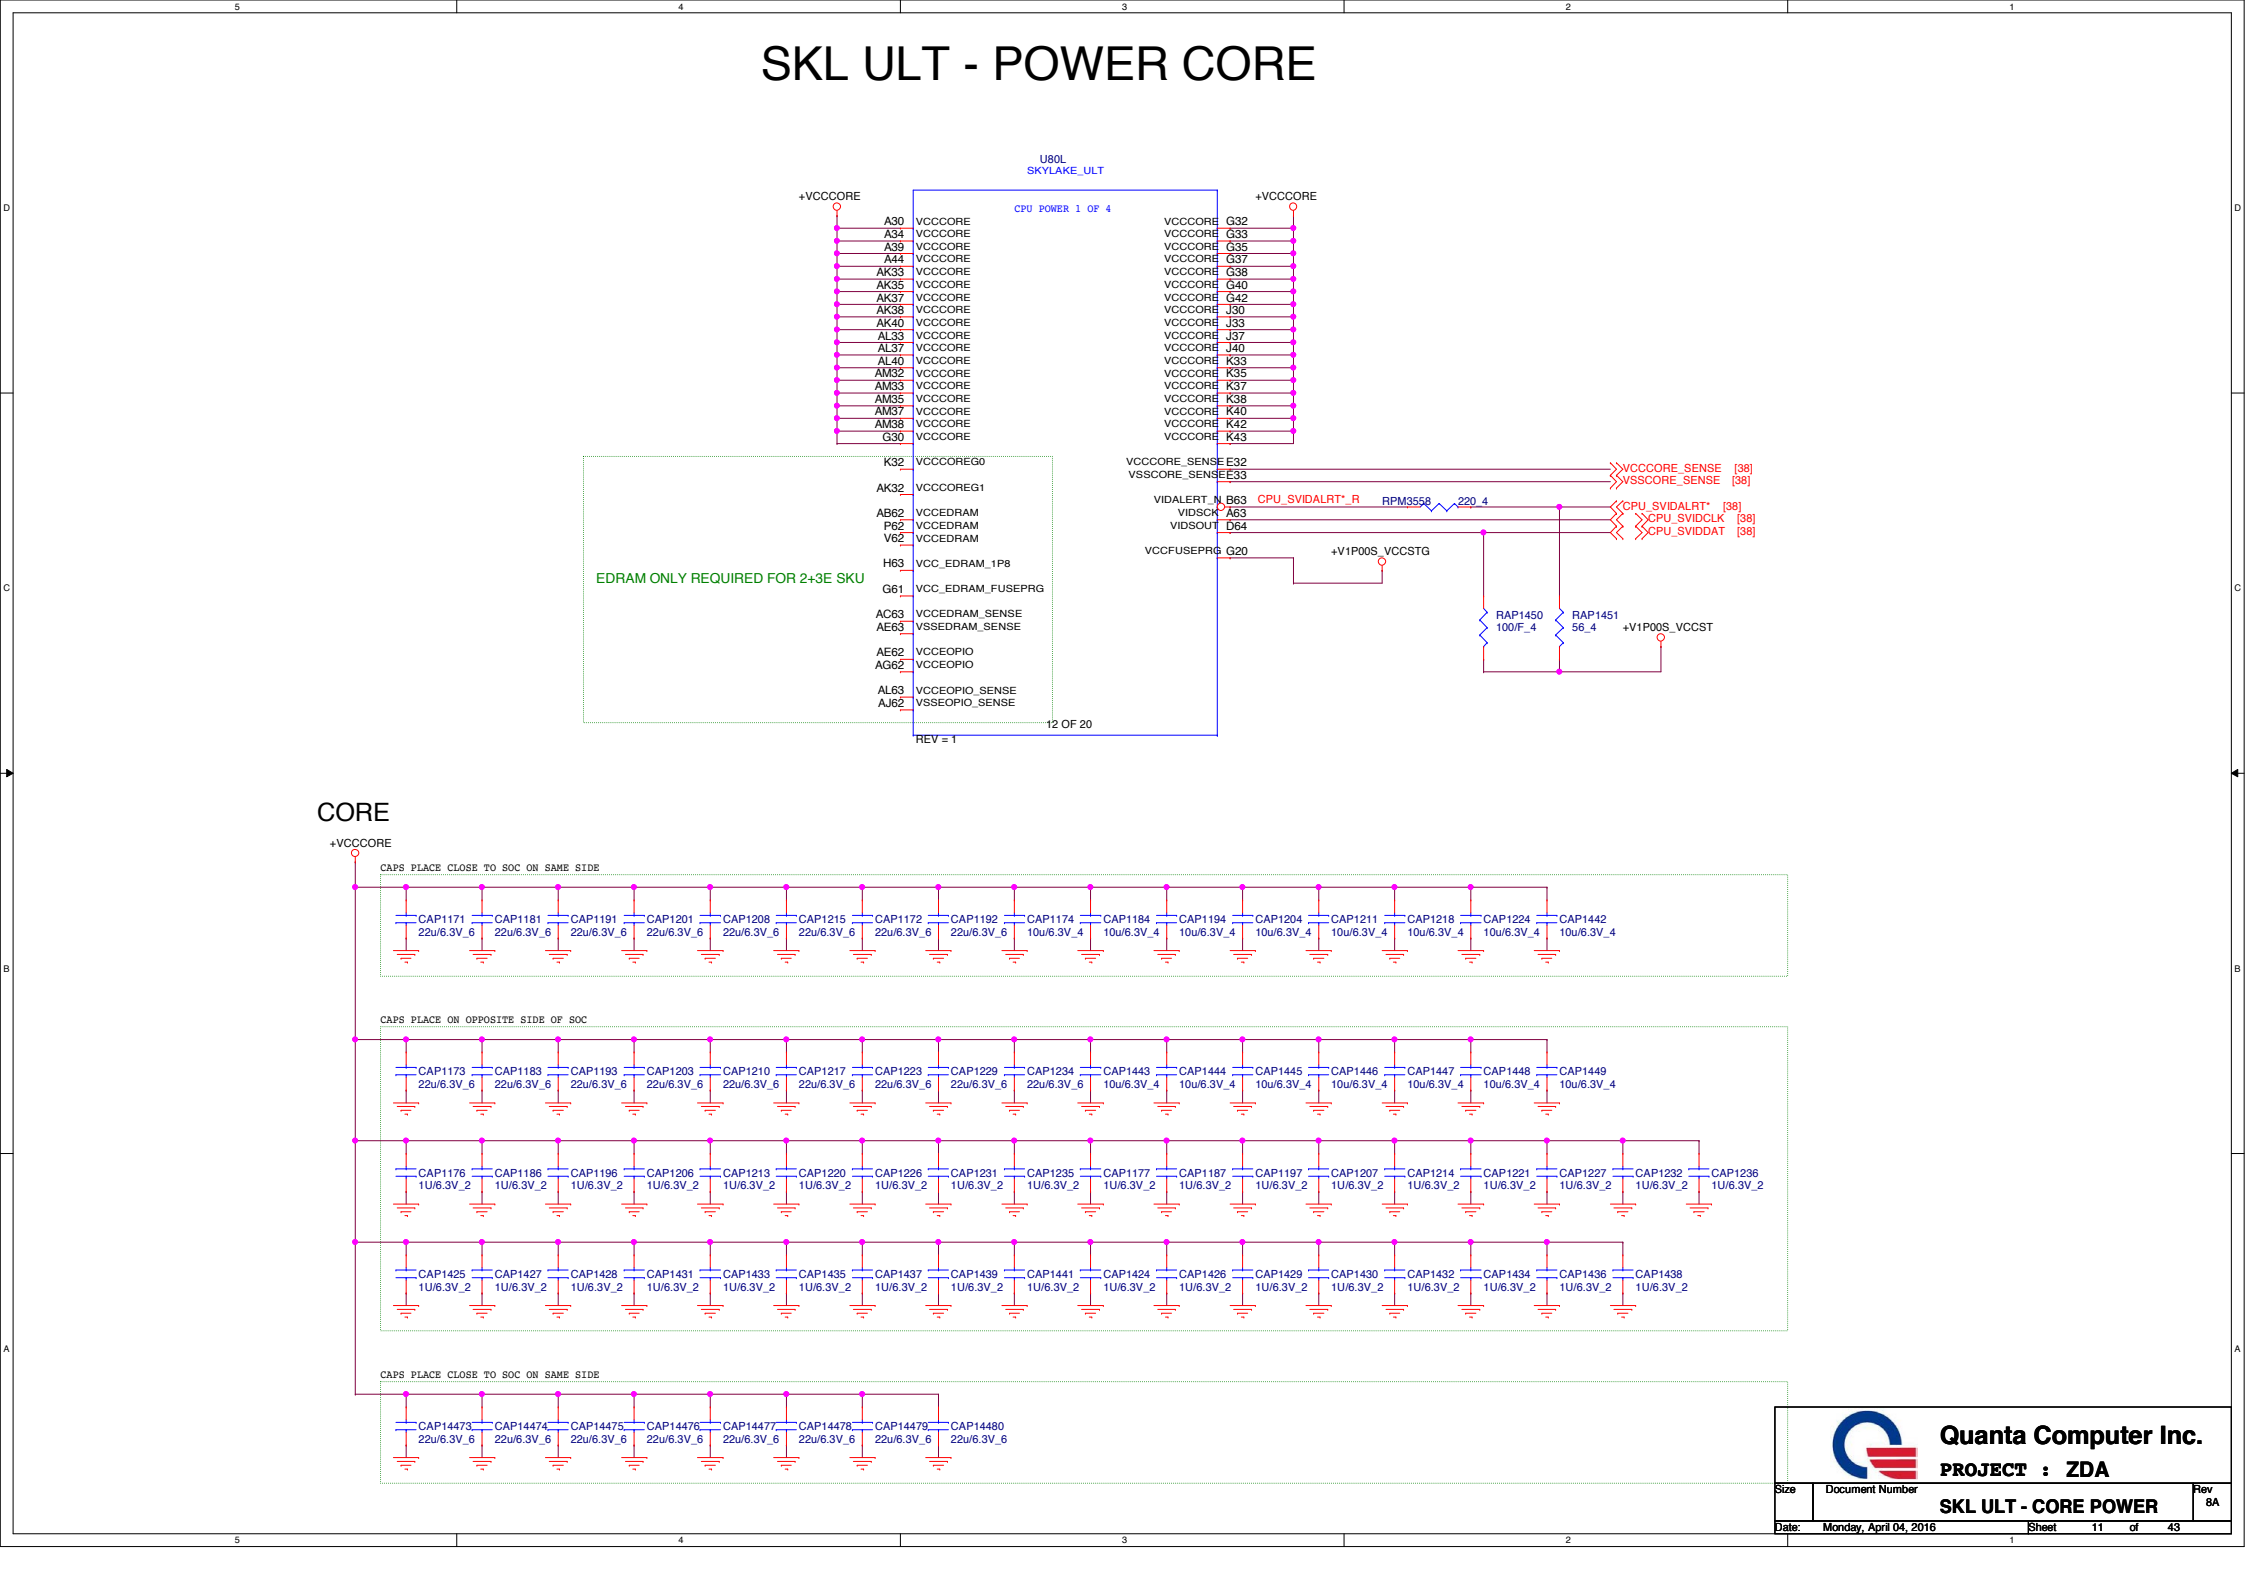 5 4 3 2 1
SKL ULT - POWER CORE
U80L
SKYLAKE_ULT
+VCCCORE +VCCCORE
D CPU POWER 1 OF 4 D
A30 VCCCORE VCCCORE G32
A34 VCCCORE VCCCORE G33
A39 VCCCORE VCCCORE G35
A44 VCCCORE VCCCORE G37
AK33 VCCCORE VCCCORE G38
AK35 VCCCORE VCCCORE G40
AK37 VCCCORE VCCCORE G42
AK38 VCCCORE VCCCORE J30
AK40 VCCCORE VCCCORE J33
AL33 VCCCORE VCCCORE J37
AL37 VCCCORE VCCCORE J40
AL40 VCCCORE VCCCORE K33
AM32 VCCCORE VCCCORE K35
AM33 VCCCORE VCCCORE K37
AM35 VCCCORE VCCCORE K38
AM37 VCCCORE VCCCORE K40
AM38 VCCCORE VCCCORE K42
G30 VCCCORE VCCCORE K43
K32 VCCCOREG0 VCCCORE_SENSE E32 VCCCORE_SENSE [38]
VSSCORE_SENSE E33 VSSCORE_SENSE [38]
AK32 VCCCOREG1
VIDALERT_N B63 CPU_SVIDALRT*_R RPM3558 220_4 CPU_SVIDALRT* [38]
AB62 VCCEDRAM VIDSCK A63 CPU_SVIDCLK [38]
P62 VCCEDRAM VIDSOUT D64 CPU_SVIDDAT [38]
V62 VCCEDRAM
VCCFUSEPRG G20 +V1P00S_VCCSTG
H63 VCC_EDRAM_1P8
EDRAM ONLY REQUIRED FOR 2+3E SKU
C G61 VCC_EDRAM_FUSEPRG C
AC63 VCCEDRAM_SENSE RAP1450 RAP1451
AE63 VSSEDRAM_SENSE 100/F_4 56_4 +V1P00S_VCCST
AE62 VCCEOPIO
AG62 VCCEOPIO
AL63 VCCEOPIO_SENSE
AJ62 VSSEOPIO_SENSE
12 OF 20
REV = 1
CORE
+VCCCORE
CAPS PLACE CLOSE TO SOC ON SAME SIDE
CAP1171 CAP1181 CAP1191 CAP1201 CAP1208 CAP1215 CAP1172 CAP1192 CAP1174 CAP1184 CAP1194 CAP1204 CAP1211 CAP1218 CAP1224 CAP1442
22u/6.3V_6 22u/6.3V_6 22u/6.3V_6 22u/6.3V_6 22u/6.3V_6 22u/6.3V_6 22u/6.3V_6 22u/6.3V_6 10u/6.3V_4 10u/6.3V_4 10u/6.3V_4 10u/6.3V_4 10u/6.3V_4 10u/6.3V_4 10u/6.3V_4 10u/6.3V_4
B B
CAPS PLACE ON OPPOSITE SIDE OF SOC
CAP1173 CAP1183 CAP1193 CAP1203 CAP1210 CAP1217 CAP1223 CAP1229 CAP1234 CAP1443 CAP1444 CAP1445 CAP1446 CAP1447 CAP1448 CAP1449
22u/6.3V_6 22u/6.3V_6 22u/6.3V_6 22u/6.3V_6 22u/6.3V_6 22u/6.3V_6 22u/6.3V_6 22u/6.3V_6 22u/6.3V_6 10u/6.3V_4 10u/6.3V_4 10u/6.3V_4 10u/6.3V_4 10u/6.3V_4 10u/6.3V_4 10u/6.3V_4
CAP1176 CAP1186 CAP1196 CAP1206 CAP1213 CAP1220 CAP1226 CAP1231 CAP1235 CAP1177 CAP1187 CAP1197 CAP1207 CAP1214 CAP1221 CAP1227 CAP1232 CAP1236
1U/6.3V_2 1U/6.3V_2 1U/6.3V_2 1U/6.3V_2 1U/6.3V_2 1U/6.3V_2 1U/6.3V_2 1U/6.3V_2 1U/6.3V_2 1U/6.3V_2 1U/6.3V_2 1U/6.3V_2 1U/6.3V_2 1U/6.3V_2 1U/6.3V_2 1U/6.3V_2 1U/6.3V_2 1U/6.3V_2
CAP1425 CAP1427 CAP1428 CAP1431 CAP1433 CAP1435 CAP1437 CAP1439 CAP1441 CAP1424 CAP1426 CAP1429 CAP1430 CAP1432 CAP1434 CAP1436 CAP1438
1U/6.3V_2 1U/6.3V_2 1U/6.3V_2 1U/6.3V_2 1U/6.3V_2 1U/6.3V_2 1U/6.3V_2 1U/6.3V_2 1U/6.3V_2 1U/6.3V_2 1U/6.3V_2 1U/6.3V_2 1U/6.3V_2 1U/6.3V_2 1U/6.3V_2 1U/6.3V_2 1U/6.3V_2
A A
CAPS PLACE CLOSE TO SOC ON SAME SIDE
CAP14473 CAP14474 CAP14475 CAP14476 CAP14477 CAP14478 CAP14479 CAP14480
22u/6.3V_6 22u/6.3V_6 22u/6.3V_6 22u/6.3V_6 22u/6.3V_6 22u/6.3V_6 22u/6.3V_6 22u/6.3V_6
Quanta Computer Inc.
PROJECT : ZDA
Size Document Number Rev
SKL ULT - CORE POWER 8A
Date: Monday, April 04, 2016 Sheet 11 of 43
5 4 3 2 1